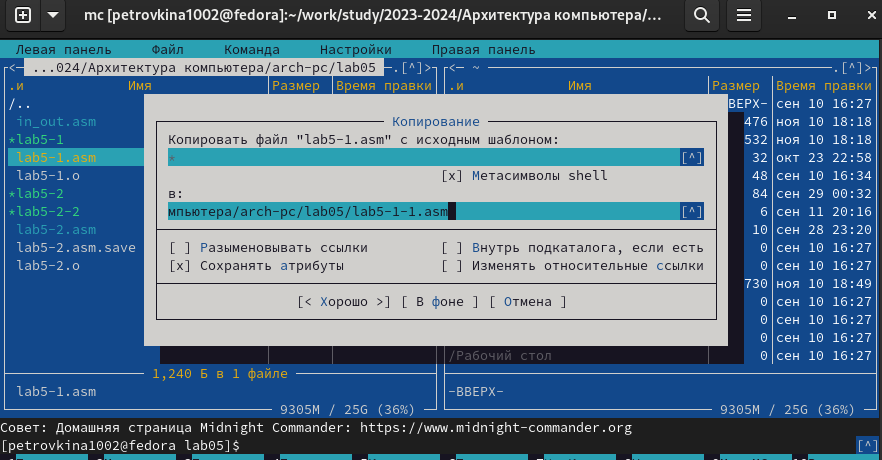 mc [petrovkina1002@fedora]:~/work/study/2023-2024/Архитектура компьютера/...
Левая панель Файл Команда Настройки Правая панель
...024/Архитектура компьютера/arch-pc/lab05 .[^]> <- ~ .[^]>
.и Имя Размер Время правки .и Имя Размер Время правки
/.. ВВЕРХ- сен 10 16:27
in_out.asm 476 ноя 10 18:18
*lab5-1 532 ноя 10 18:18
lab5-1.asm 32 окт 23 22:58
lab5-1.o 48 сен 10 16:34
*lab5-2 84 сен 29 00:32
*lab5-2-2 6 сен 11 20:16
lab5-2.asm 10 сен 28 23:20
lab5-2.asm.save 0 сен 10 16:27
lab5-2.o 0 сен 10 16:27
730 ноя 10 18:49
0 сен 10 16:27
0 сен 10 16:27
0 сен 10 16:27
/Рабочий стол 0 сен 10 16:27
Копирование
Копировать файл "lab5-1.asm" с исходным шаблоном:
* [^]
[x] Метасимволы shell
в:
мпьютера/arch-pc/lab05/lab5-1-1.asm [^]
[ ] Разыменовывать ссылки [ ] Внутрь подкаталога, если есть
[x] Сохранять атрибуты [ ] Изменять относительные ссылки
[< Хорошо >] [ В фоне ] [ Отмена ]
1,240 Б в 1 файле
lab5-1.asm -ВВЕРХ-
9305M / 25G (36%) 9305M / 25G (36%)
Совет: Домашняя страница Midnight Commander: https://www.midnight-commander.org
[petrovkina1002@fedora lab05]$ [^]